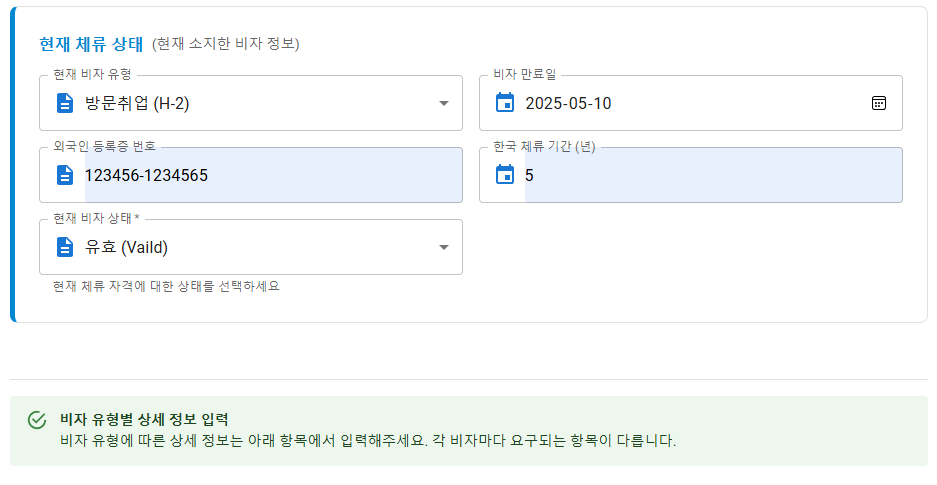 현재 체류 상태 (현재 소지한 비자 정보)
현재 비자 유형
방문취업 (H-2)
비자 만료일
2025-05-10
외국인 등록증 번호
123456-1234565
한국 체류 기간 (년)
5
현재 비자 상태 *
유효 (Vaild)
현재 체류 자격에 대한 상태를 선택하세요
비자 유형별 상세 정보 입력
비자 유형에 따른 상세 정보는 아래 항목에서 입력해주세요. 각 비자마다 요구되는 항목이 다릅니다.